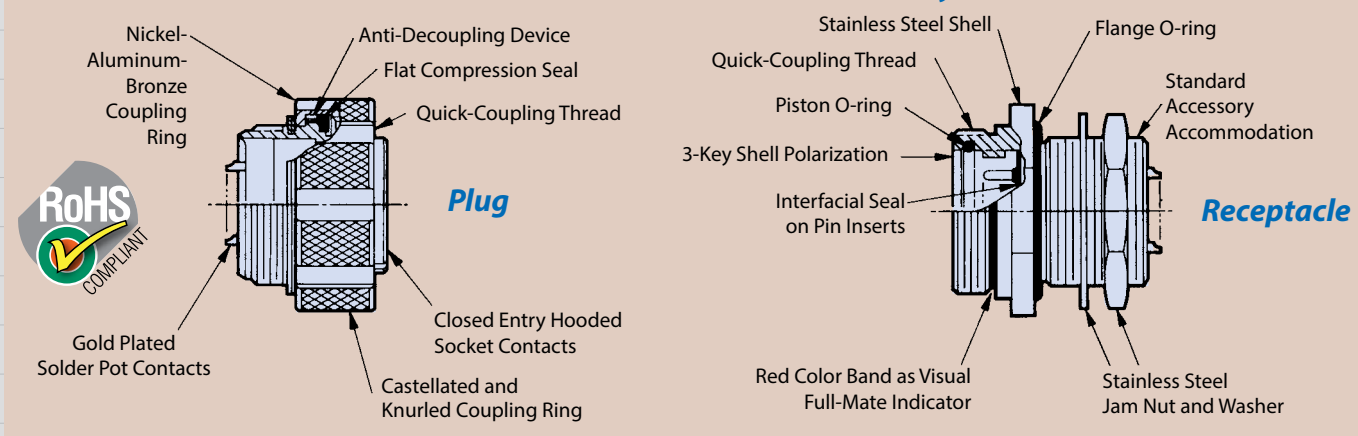 Nickel-
Aluminum-
Bronze
Coupling
Ring
Anti-Decoupling Device
Flat Compression Seal
Quick-Coupling Thread
RoHS
COMPLIANT
Plug
Gold Plated
Solder Pot Contacts
Closed Entry Hooded
Socket Contacts
Castellated and
Knurled Coupling Ring
Stainless Steel Shell
Quick-Coupling Thread
Piston O-ring
3-Key Shell Polarization
Interfacial Seal
on Pin Inserts
Flange O-ring
Standard
Accessory
Accommodation
Receptacle
Red Color Band as Visual
Full-Mate Indicator
Stainless Steel
Jam Nut and Washer